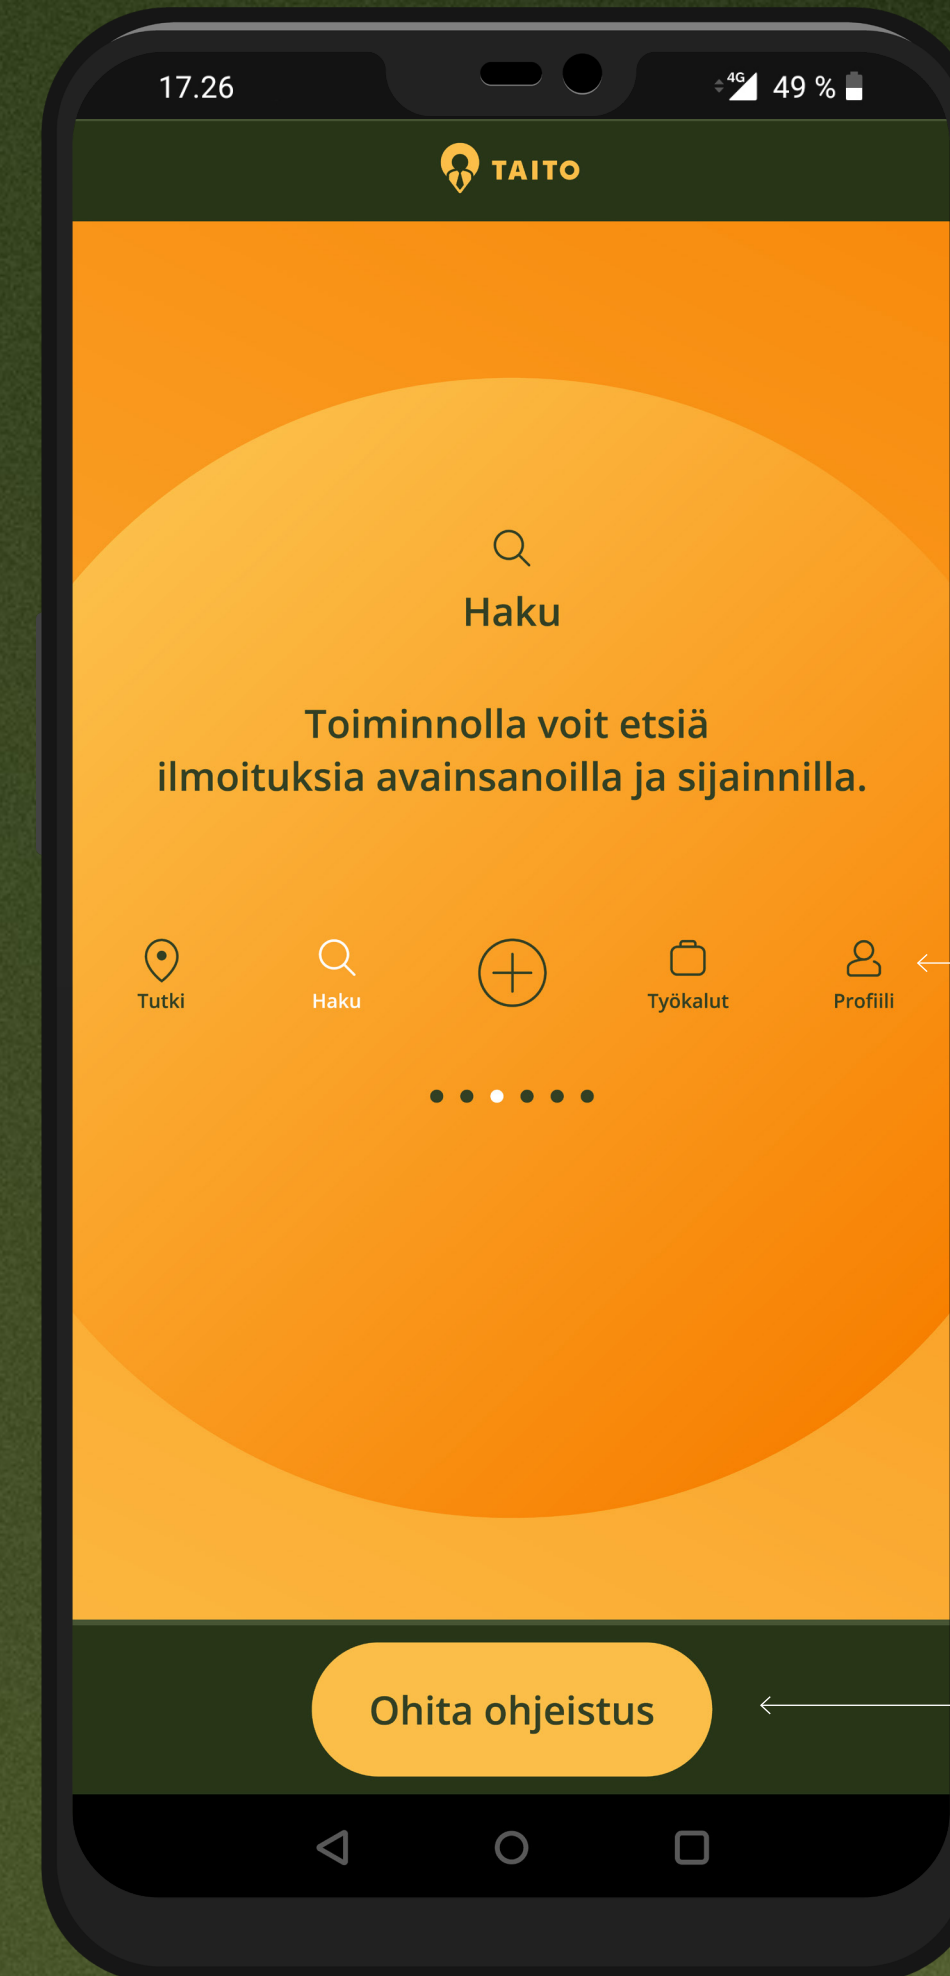 17.26
4G 49 %
TAITO
Haku
Toiminnolla voit etsiä
ilmoituksia avainsanoilla ja sijainnilla.
Tutki
Haku
Työkalut
Profiili
Ohita ohjeistus